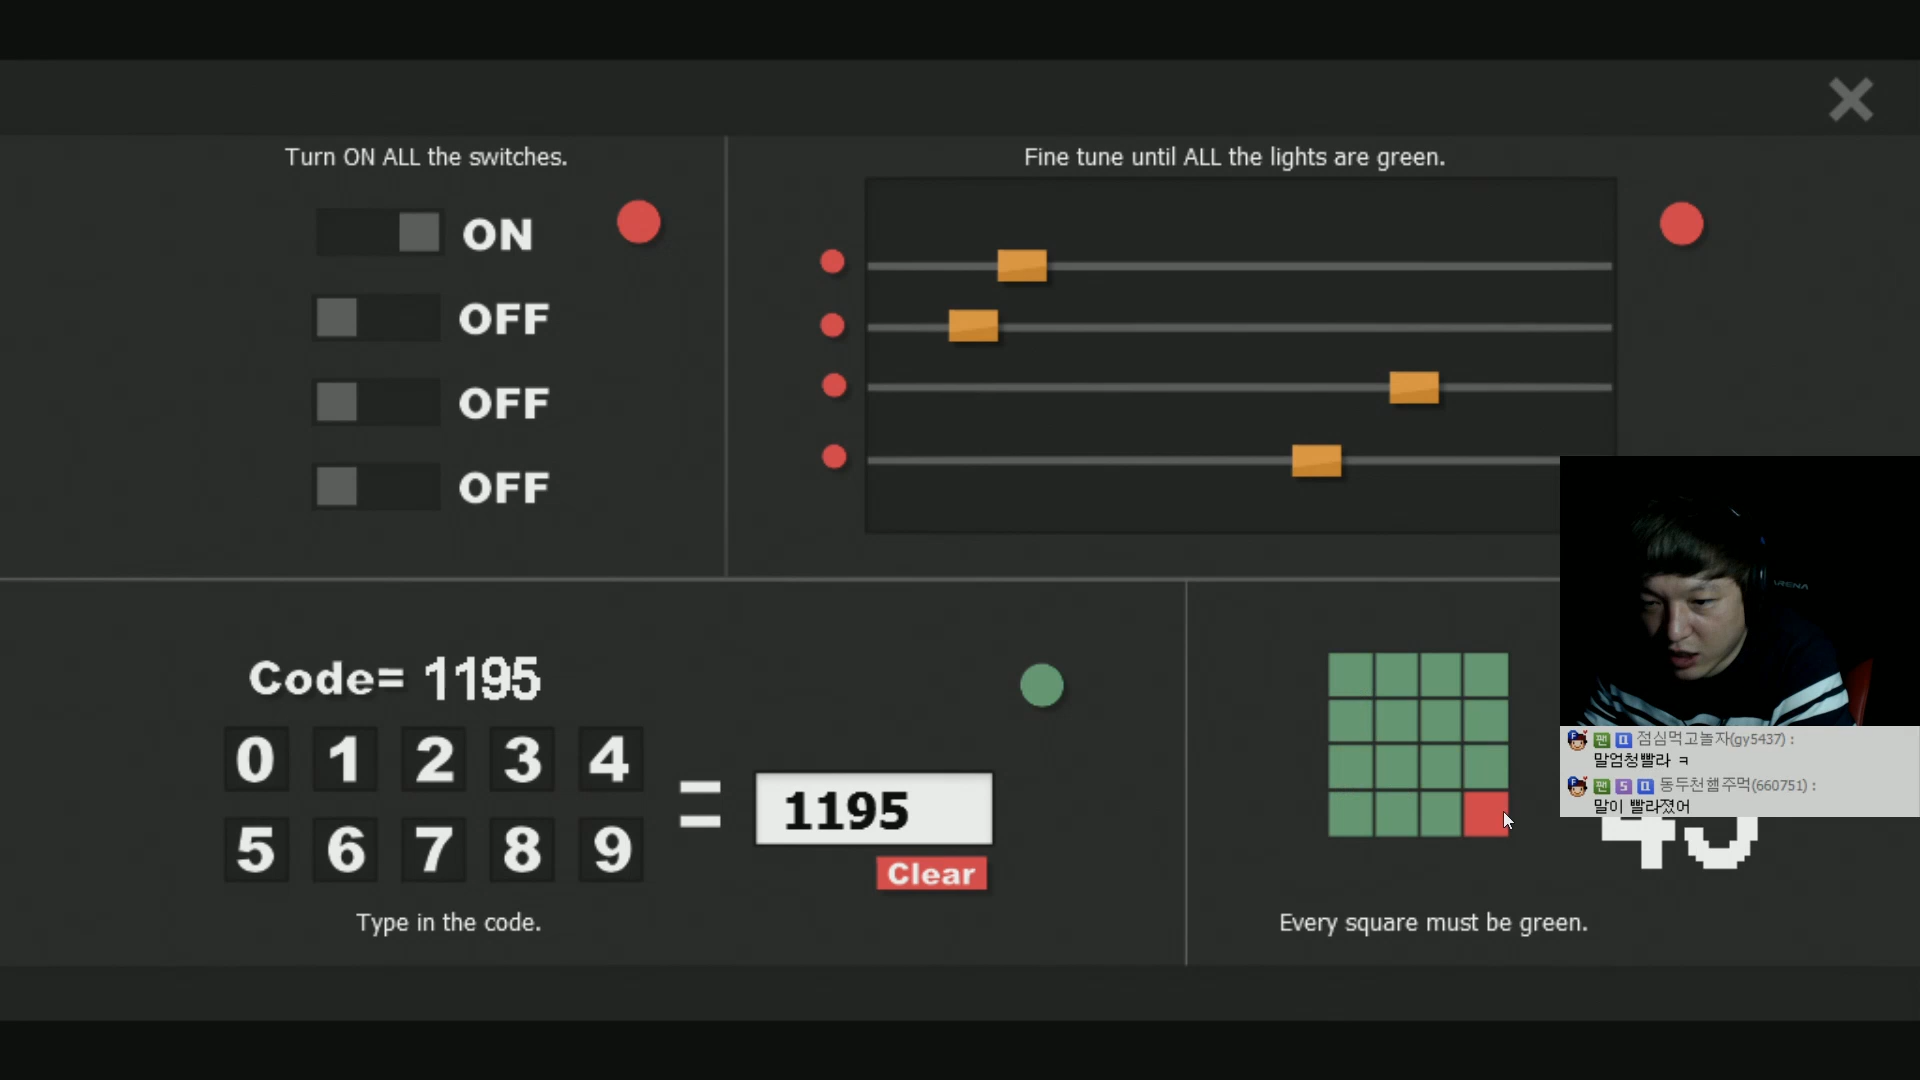 Turn ON ALL the switches.
ON
OFF
OFF
OFF
Fine tune until ALL the lights are green.
Code= 1195
0 1 2 3 4
5 6 7 8 9
= 1195
Clear
Type in the code.
Every square must be green.
점심먹고놀자(gy5437) :
말엄청빨라 ㅋ
동두천햄주먹(660751) :
말이 빨라졌어